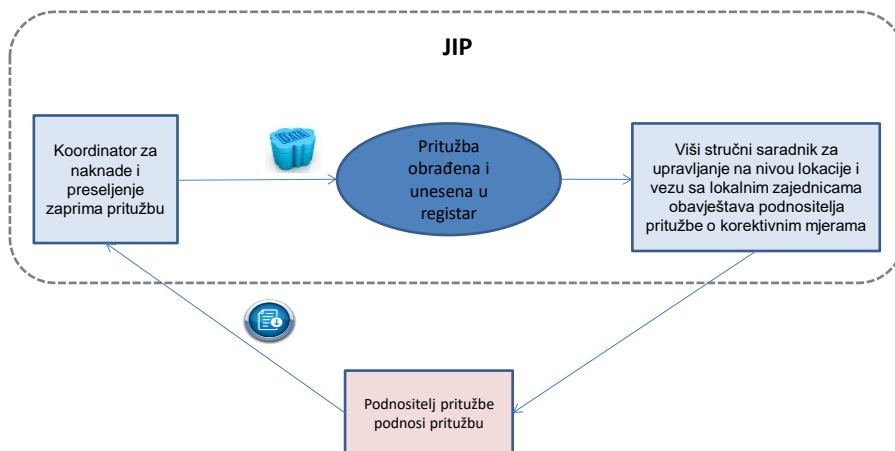 JIP
Koordinator za
naknade i
preseljenje
zaprima pritužbu
DATA
Pritužba
obrađena i
unesena u
registar
Viši stručni saradnik za
upravljanje na nivou lokacije i
vezu sa lokalnim zajednicama
obavještava podnositelja
pritužbe o korektivnim mjerama
Podnositelj pritužbe
podnosi pritužbu